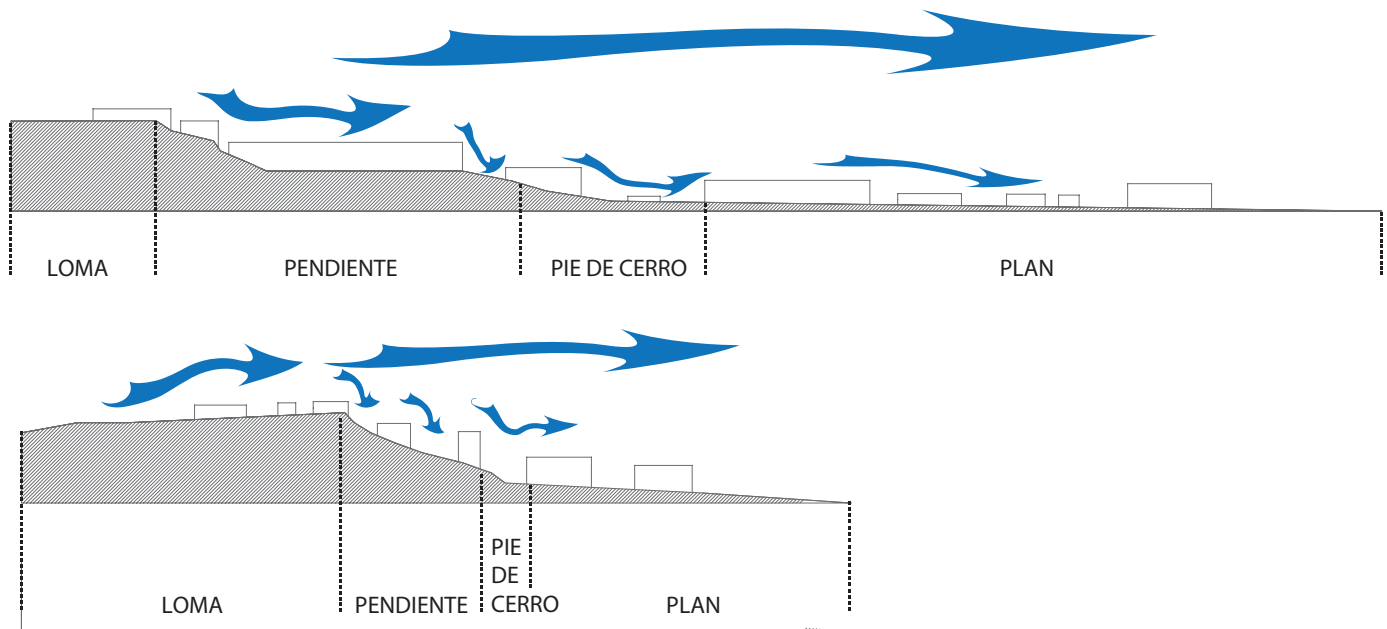 LOMA PENDIENTE PIE DE CERRO PLAN
PIE
DE
LOMA PENDIENTE CERRO PLAN